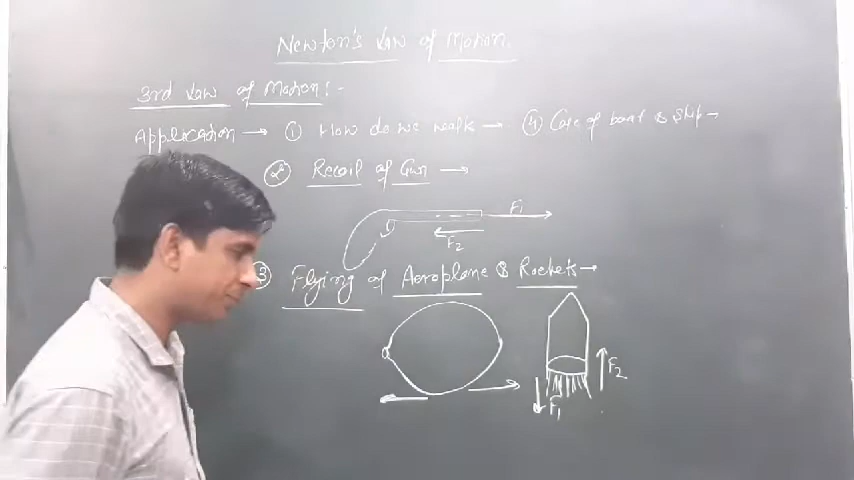 Newton's Law of Motion.
3rd Law of Motion:-
Application → ① How do we walk → ④ Case of boat & ship →
② Recoil of Gun →
F1
F2
③ Flying of Aeroplane & Rockets →
F2
F1